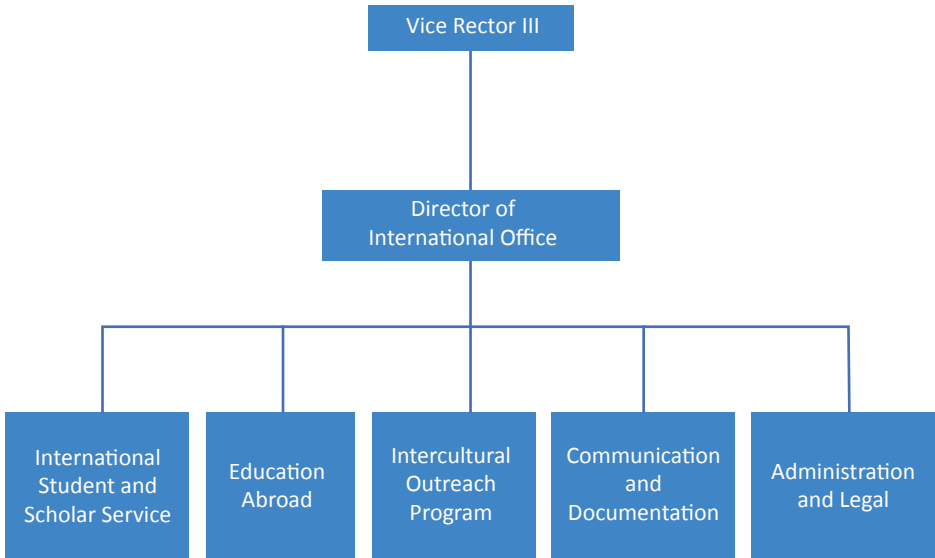 Vice Rector III
Director of
International Office
International
Student and
Scholar Service
Education
Abroad
Intercultural
Outreach
Program
Communication
and
Documentation
Administration
and Legal